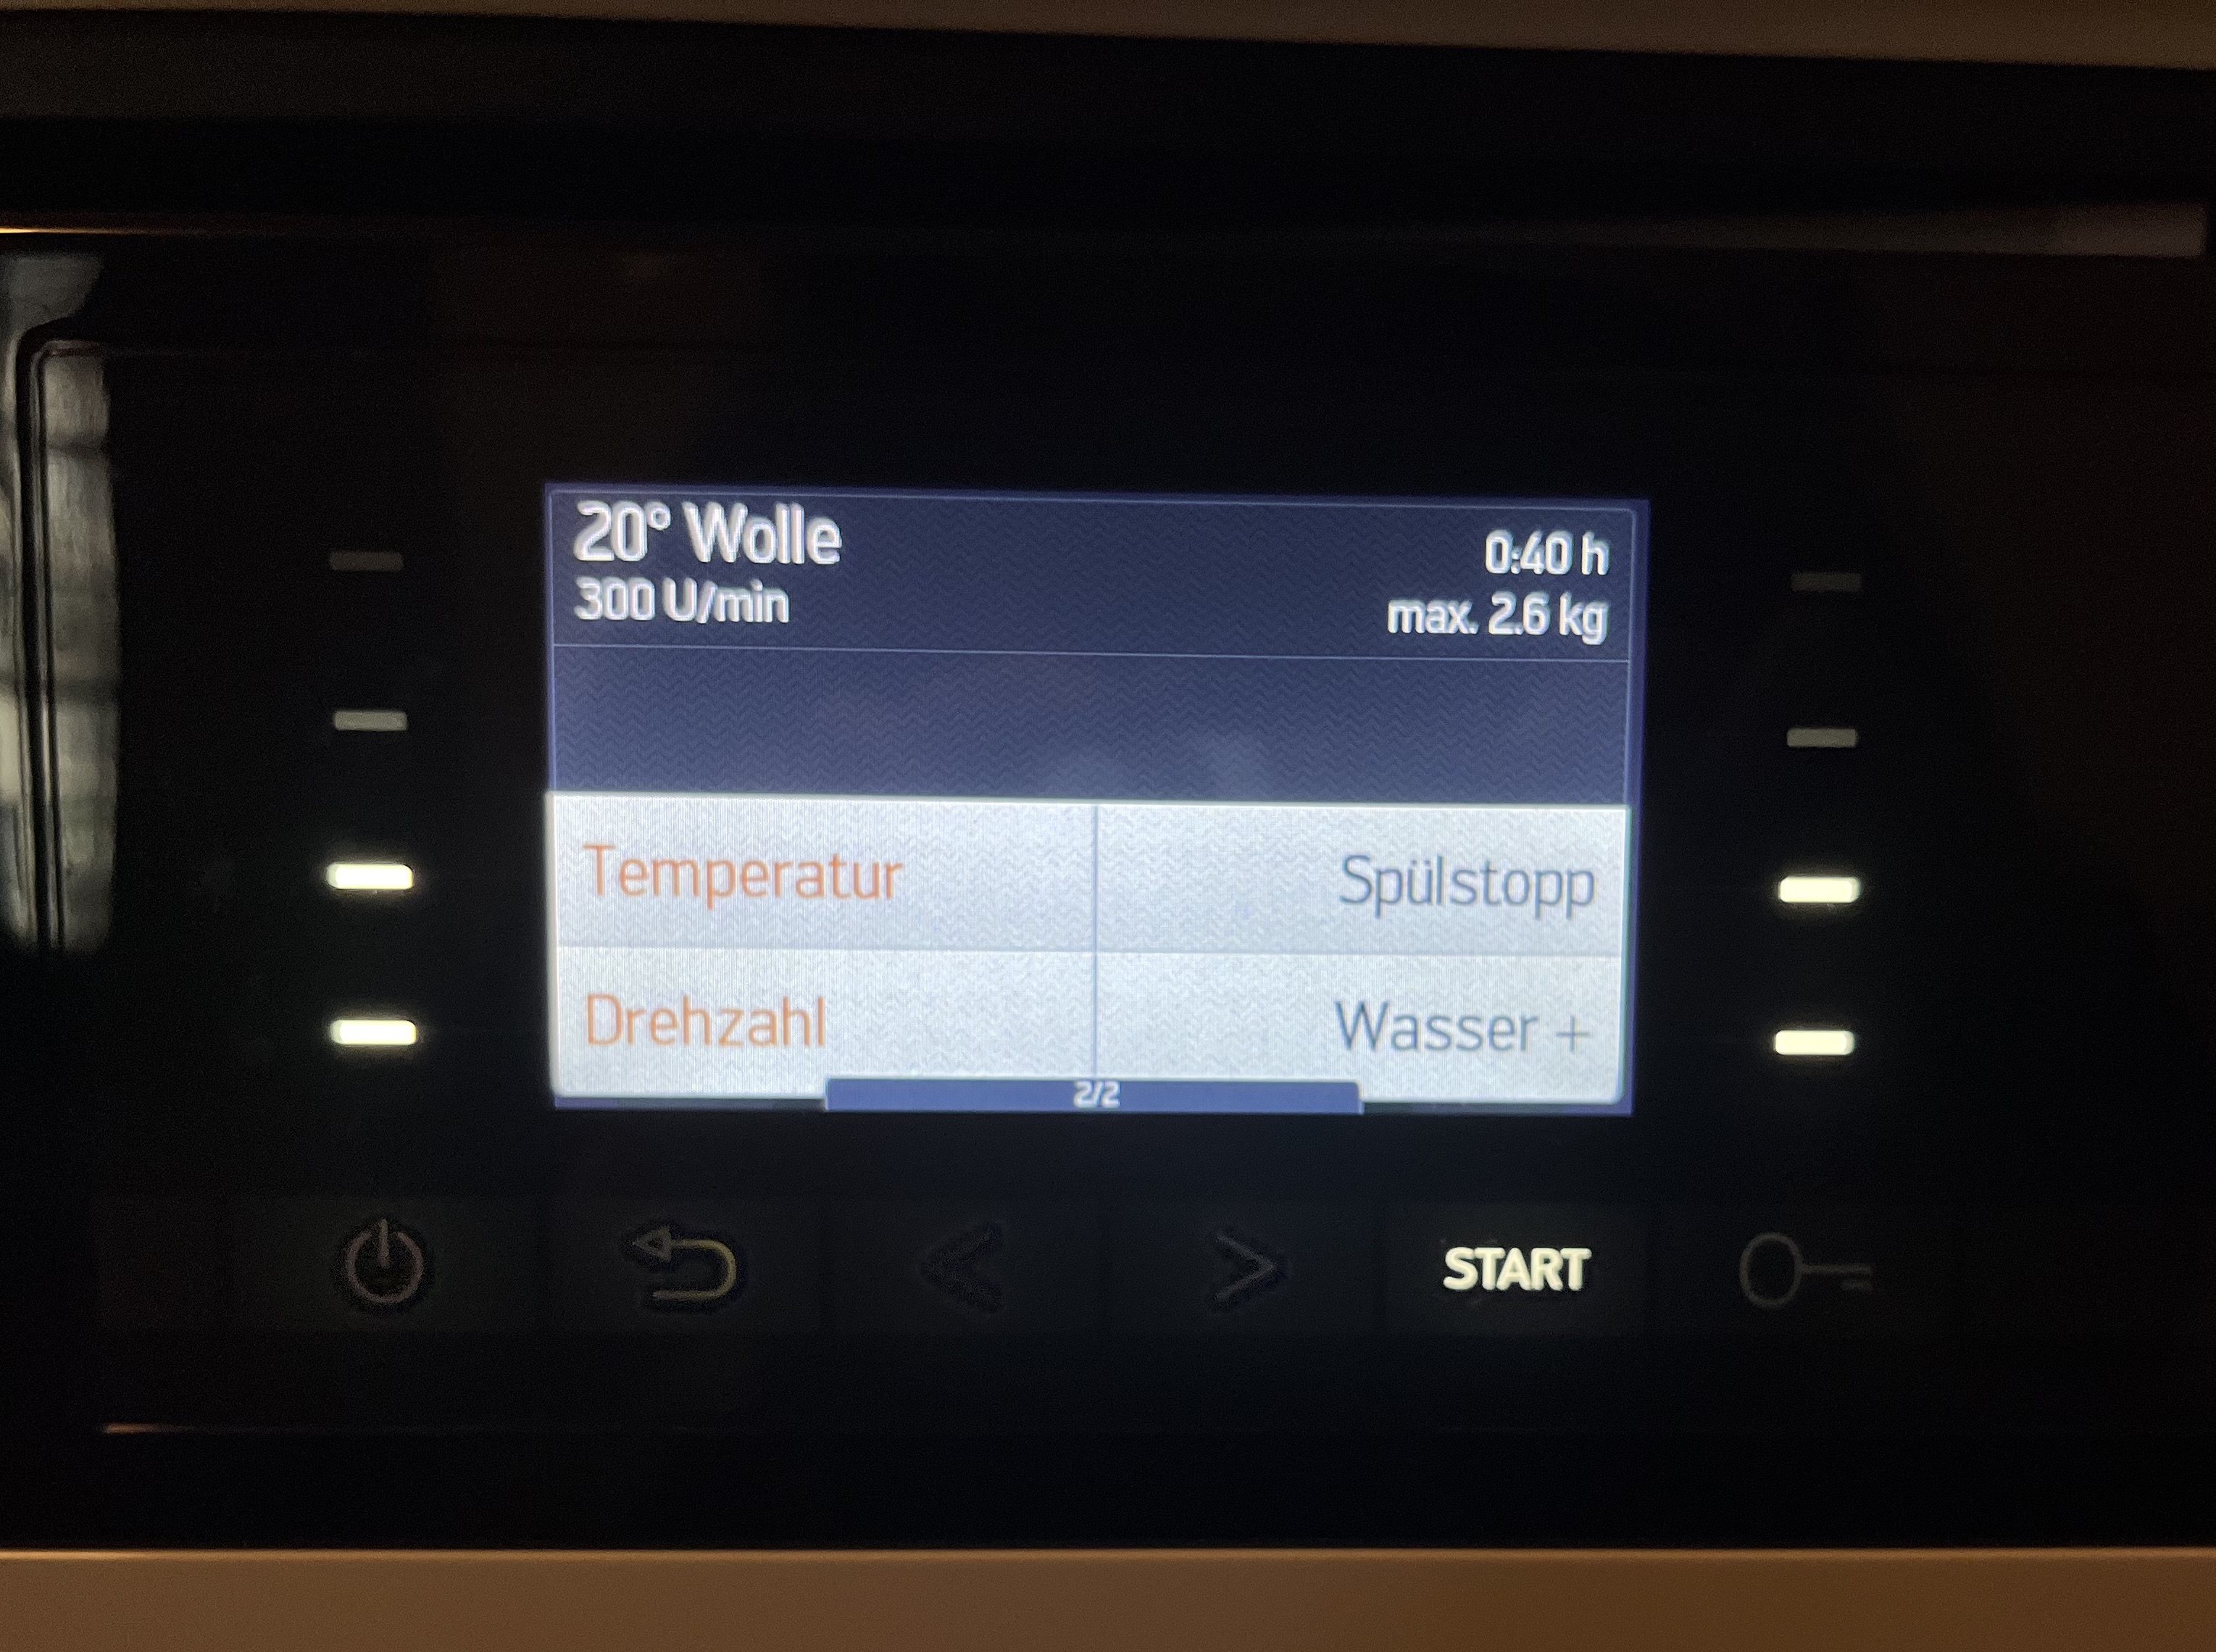 20° Wolle
0:40 h
300 U/min
max. 2.6 kg
Temperatur
Spülstopp
Drehzahl
Wasser +
2/2
START